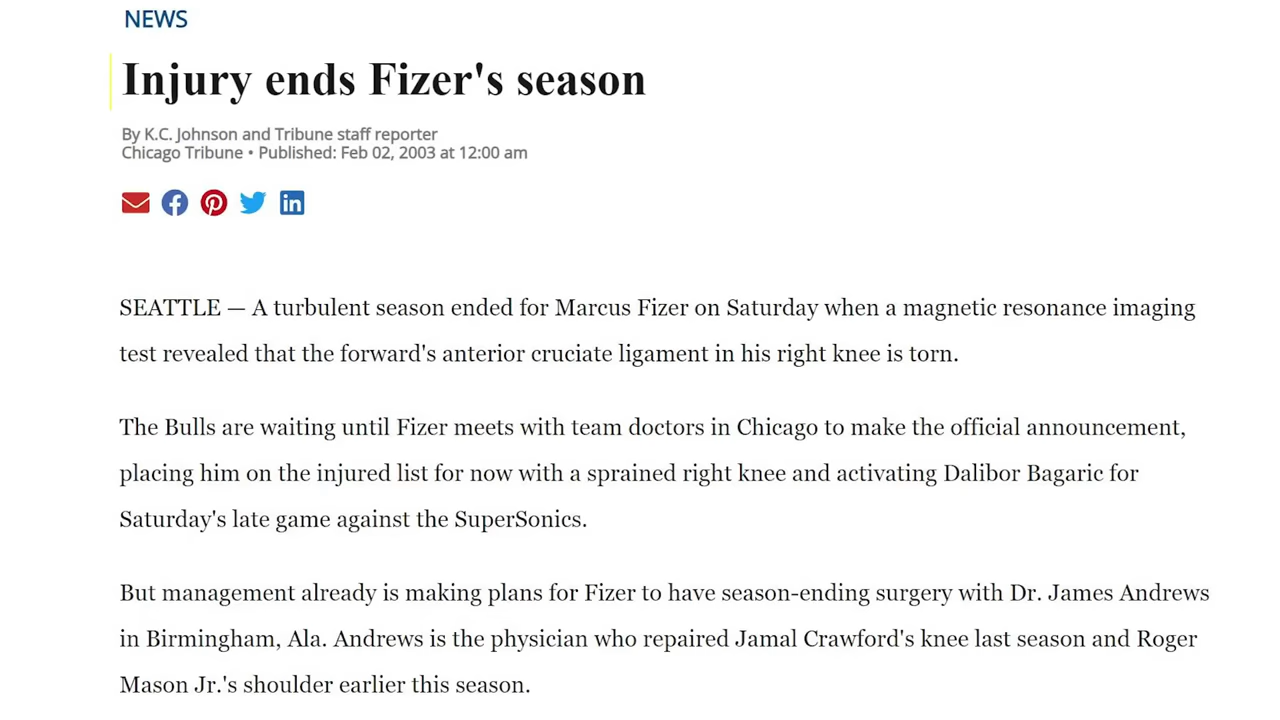 NEWS
Injury ends Fizer's season
By K.C. Johnson and Tribune staff reporter
Chicago Tribune • Published: Feb 02, 2003 at 12:00 am
SEATTLE — A turbulent season ended for Marcus Fizer on Saturday when a magnetic resonance imaging
test revealed that the forward's anterior cruciate ligament in his right knee is torn.
The Bulls are waiting until Fizer meets with team doctors in Chicago to make the official announcement,
placing him on the injured list for now with a sprained right knee and activating Dalibor Bagaric for
Saturday's late game against the SuperSonics.
But management already is making plans for Fizer to have season-ending surgery with Dr. James Andrews
in Birmingham, Ala. Andrews is the physician who repaired Jamal Crawford's knee last season and Roger
Mason Jr.'s shoulder earlier this season.